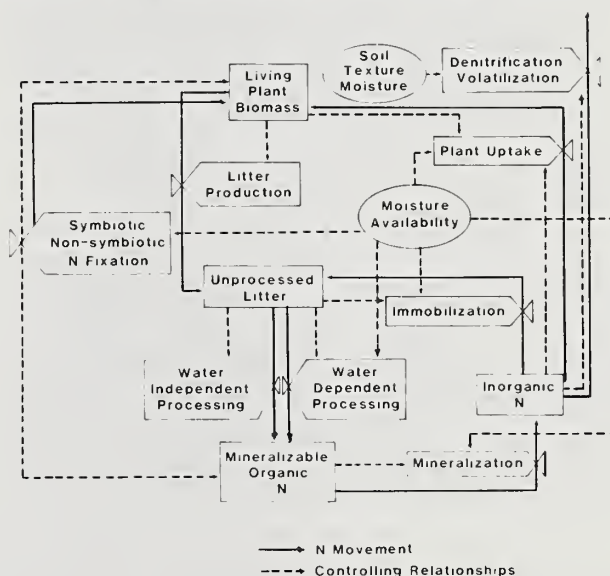 Soil
Texture
Moisture
Denitrification
Volatilization
Living
Plant
Biomass
Plant Uptake
Litter
Production
Moisture
Availability
Symbiotic
Non-symbiotic
N Fixation
Unprocessed
Litter
Immobilization
Water
Independent
Processing
Water
Dependent
Processing
Inorganic
N
Mineralizable
Organic
N
Mineralization
N Movement
Controlling Relationships